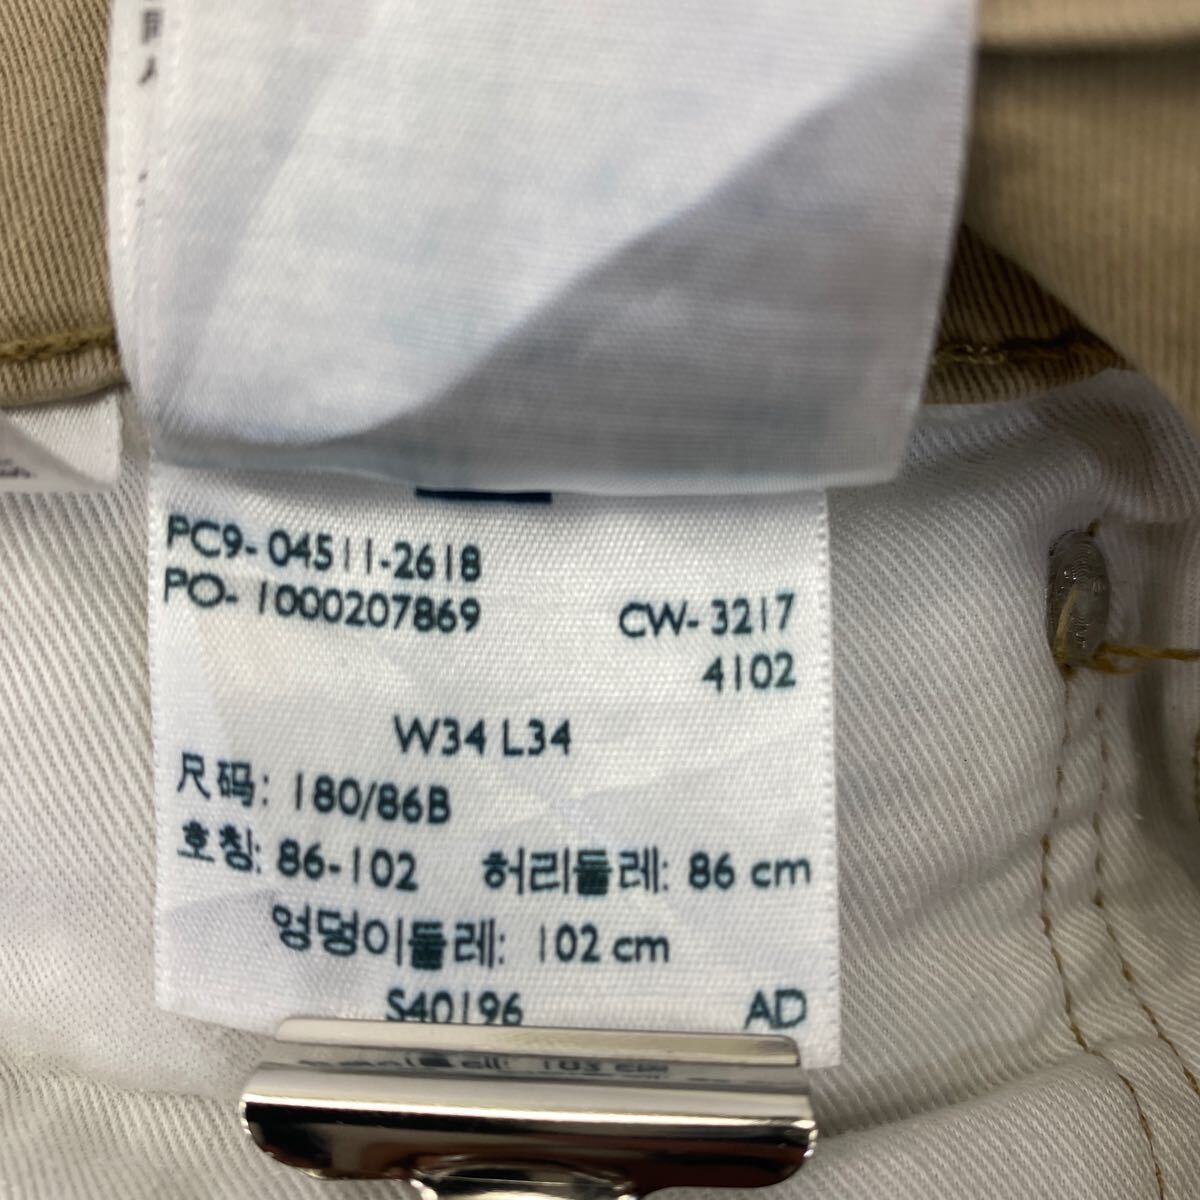 PC9- 04511-2618
PO- 1000207869
CW- 3217
4102
W34 L34
尺码: 180/86B
호칭: 86-102 허리둘레: 86 cm
엉덩이둘레: 102 cm
S40196 AD